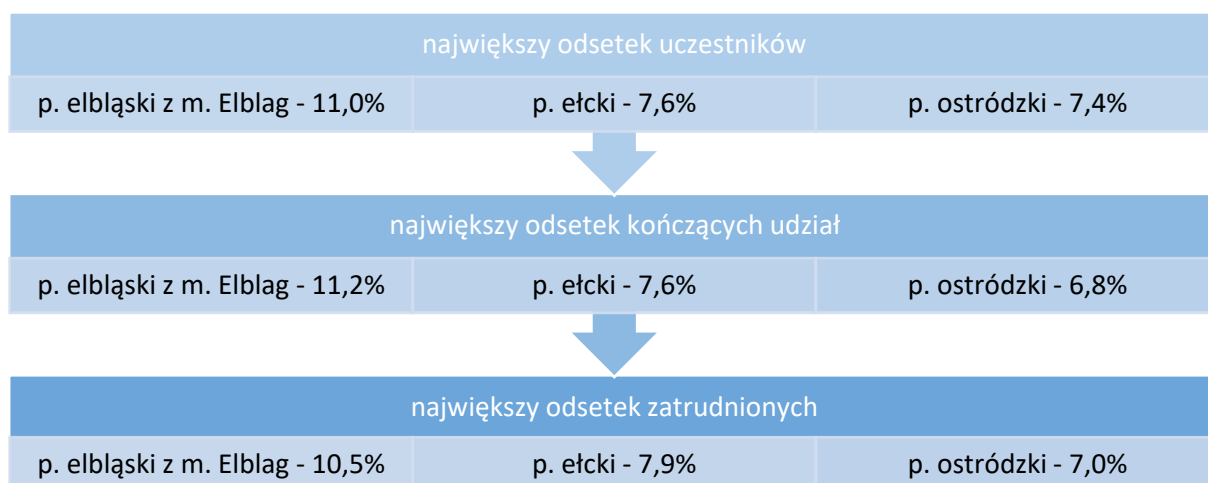 największy odsetek uczestników
p. elbląski z m. Elblag - 11,0% p. ełcki - 7,6% p. ostródzki - 7,4%
największy odsetek kończących udział
p. elbląski z m. Elblag - 11,2% p. ełcki - 7,6% p. ostródzki - 6,8%
największy odsetek zatrudnionych
p. elbląski z m. Elblag - 10,5% p. ełcki - 7,9% p. ostródzki - 7,0%